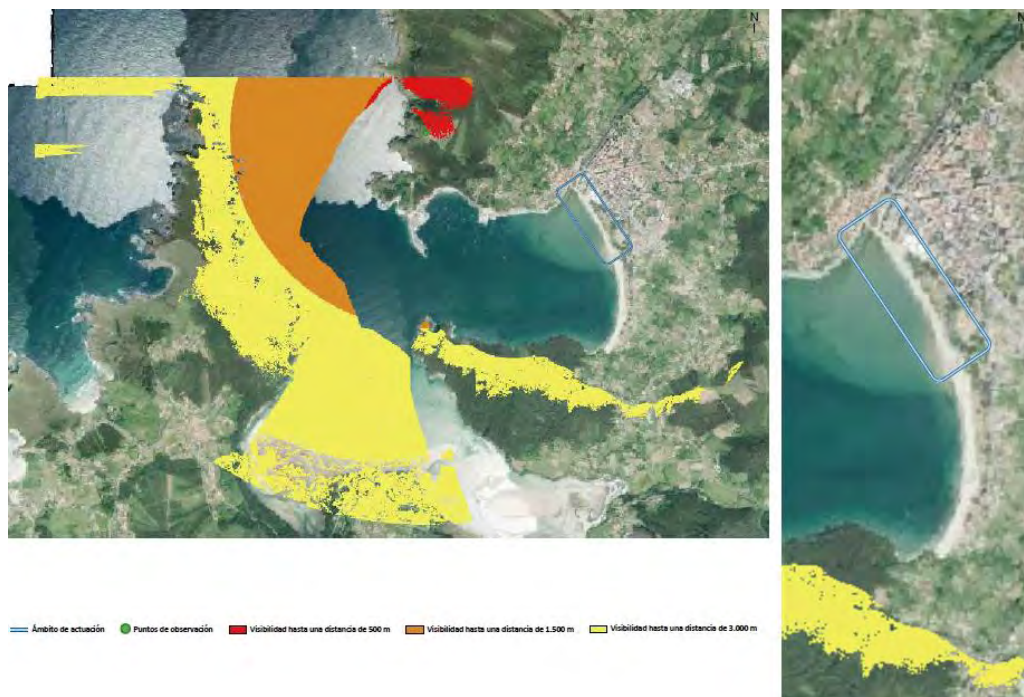 N
N
Ámbito de actuación
Puntos de observación
Visibilidad hasta una distancia de 500 m
Visibilidad hasta una distancia de 1.500 m
Visibilidad hasta una distancia de 3.000 m